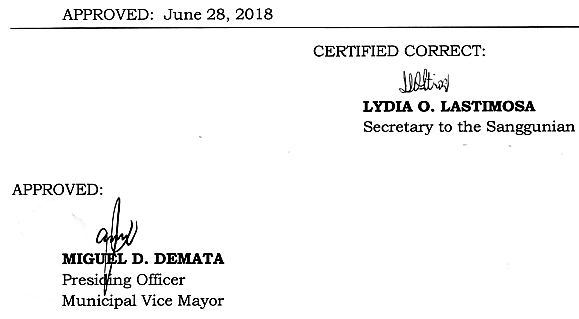 APPROVED: June 28, 2018
CERTIFIED CORRECT:
LYDIA O. LASTIMOSA
Secretary to the Sanggunian
APPROVED:
MIGUEL D. DEMATA
Presiding Officer
Municipal Vice Mayor